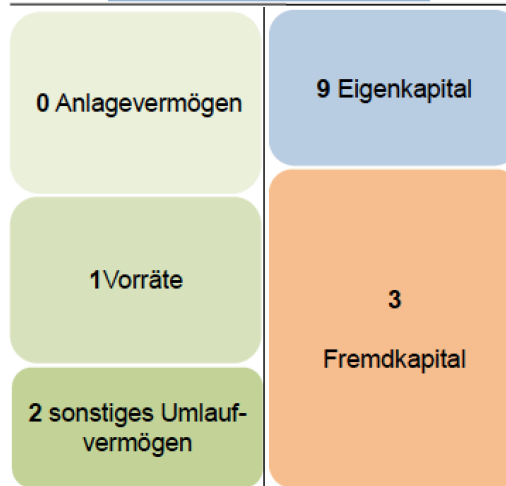 0 Anlagevermögen
1Vorräte
2 sonstiges Umlauf-
vermögen
9 Eigenkapital
3
Fremdkapital